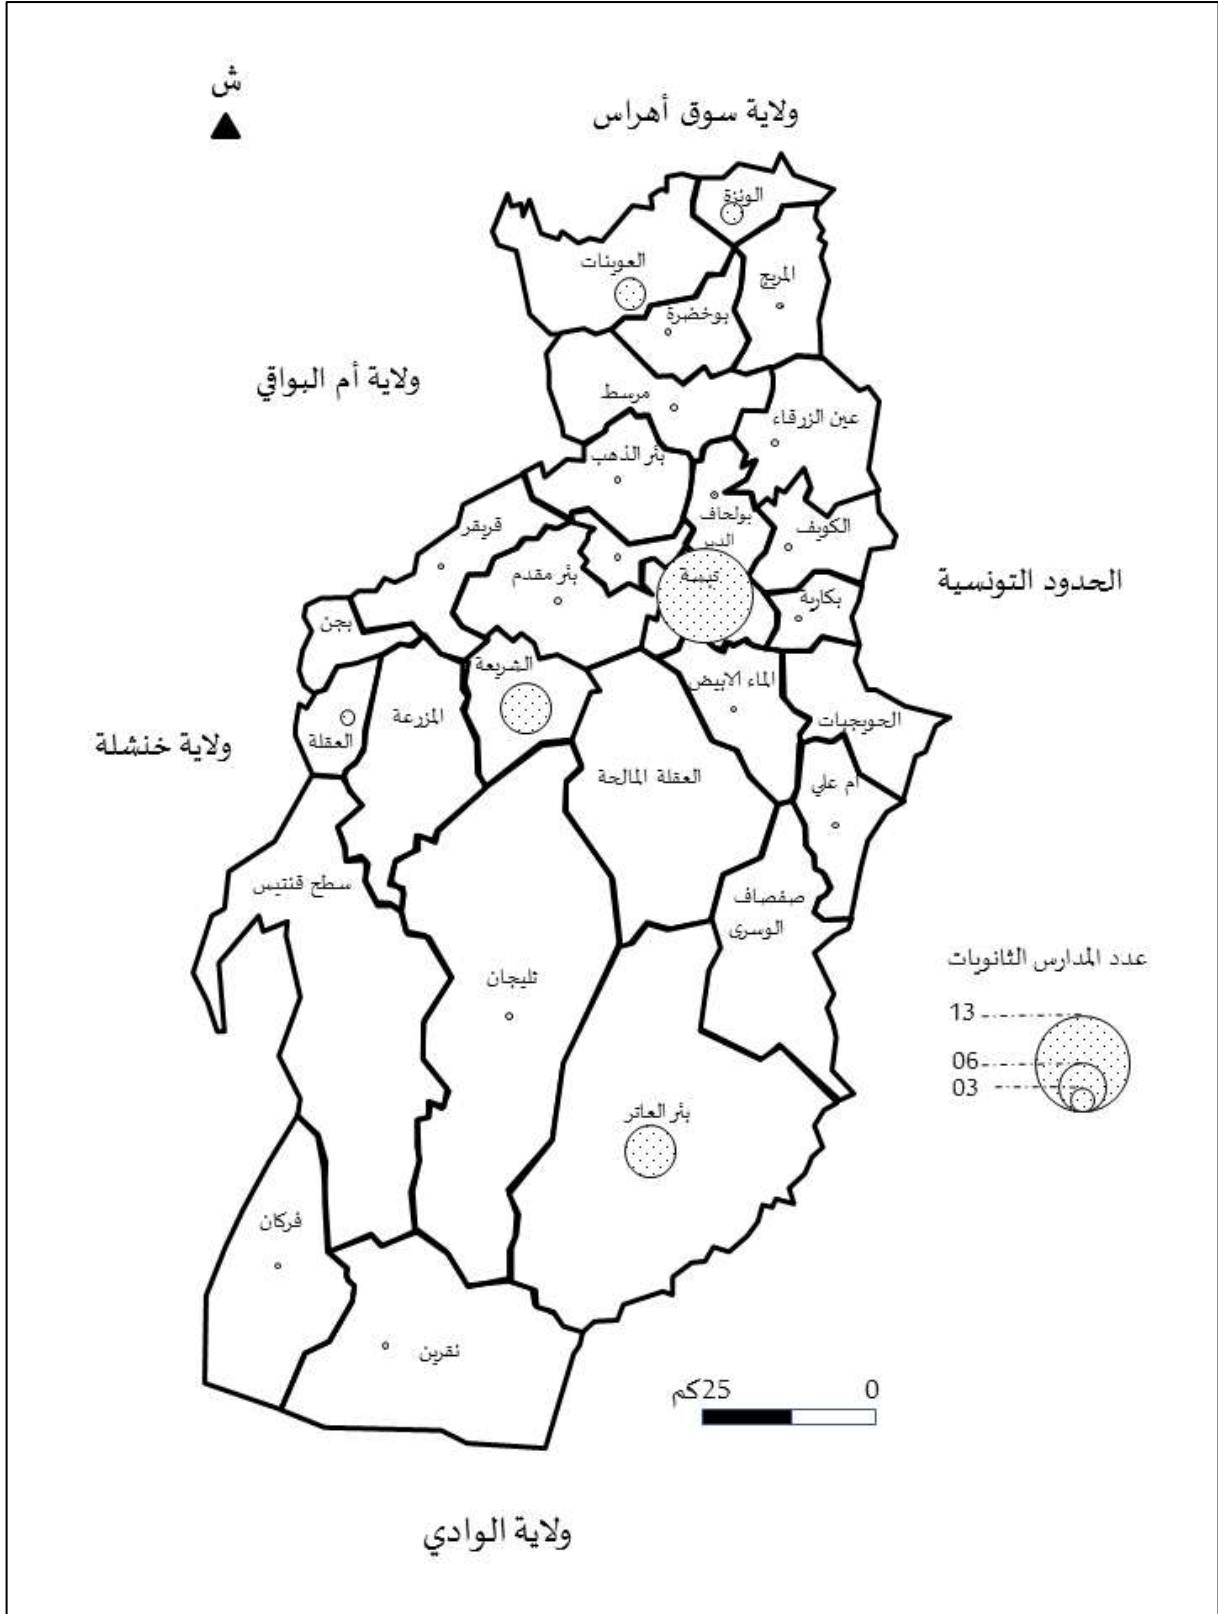 ش
ولاية سوق أهراس
الونزة
العوينات
المريج
بوخضرة
ولاية أم البواقي
مرسط
عين الزرقاء
بئر الذهب
قريقر
بولحاف
الدير
الكويف
بئر مقدم
تبسة
الحدود التونسية
بكارية
بجن
الشريعة
الماء الابيض
المزرعة
الحويجبات
العقلة
ولاية خنشلة
العقلة المالحة
أم علي
سطح قنتيس
صفصاف
الوسرى
ثليجان
عدد المدارس الثانويات
13
06
03
بئر العاتر
فركان
نقرين
25كم
0
ولاية الوادي